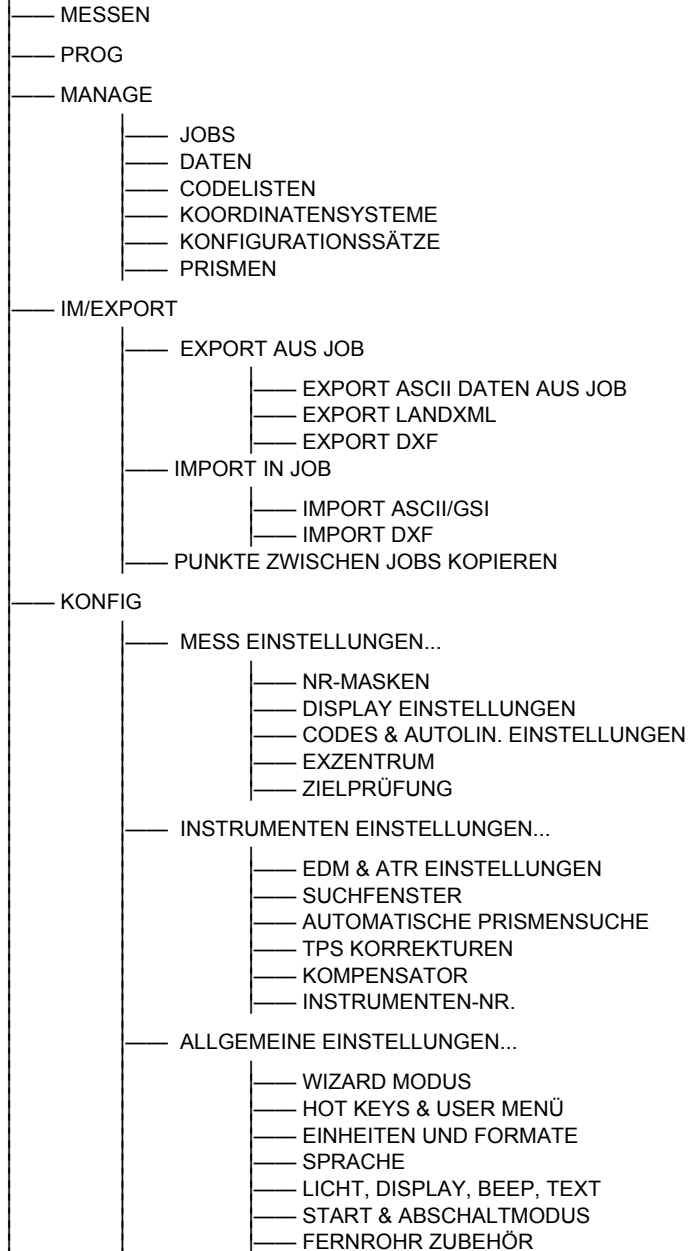 MESSEN
PROG
MANAGE
JOBS
DATEN
CODELISTEN
KOORDINATENSYSTEME
KONFIGURATIONSSÄTZE
PRISMEN
IM/EXPORT
EXPORT AUS JOB
EXPORT ASCII DATEN AUS JOB
EXPORT LANDXML
EXPORT DXF
IMPORT IN JOB
IMPORT ASCII/GSI
IMPORT DXF
PUNKTE ZWISCHEN JOBS KOPIEREN
KONFIG
MESS EINSTELLUNGEN...
NR-MASKEN
DISPLAY EINSTELLUNGEN
CODES & AUTOLIN. EINSTELLUNGEN
EXZENTRUM
ZIELPRÜFUNG
INSTRUMENTEN EINSTELLUNGEN...
EDM & ATR EINSTELLUNGEN
SUCHFENSTER
AUTOMATISCHE PRISMENSUCHE
TPS KORREKTUREN
KOMPENSATOR
INSTRUMENTEN-NR.
ALLGEMEINE EINSTELLUNGEN...
WIZARD MODUS
HOT KEYS & USER MENÜ
EINHEITEN UND FORMATE
SPRACHE
LICHT, DISPLAY, BEEP, TEXT
START & ABSCHALTMODUS
FERNROHR ZUBEHÖR